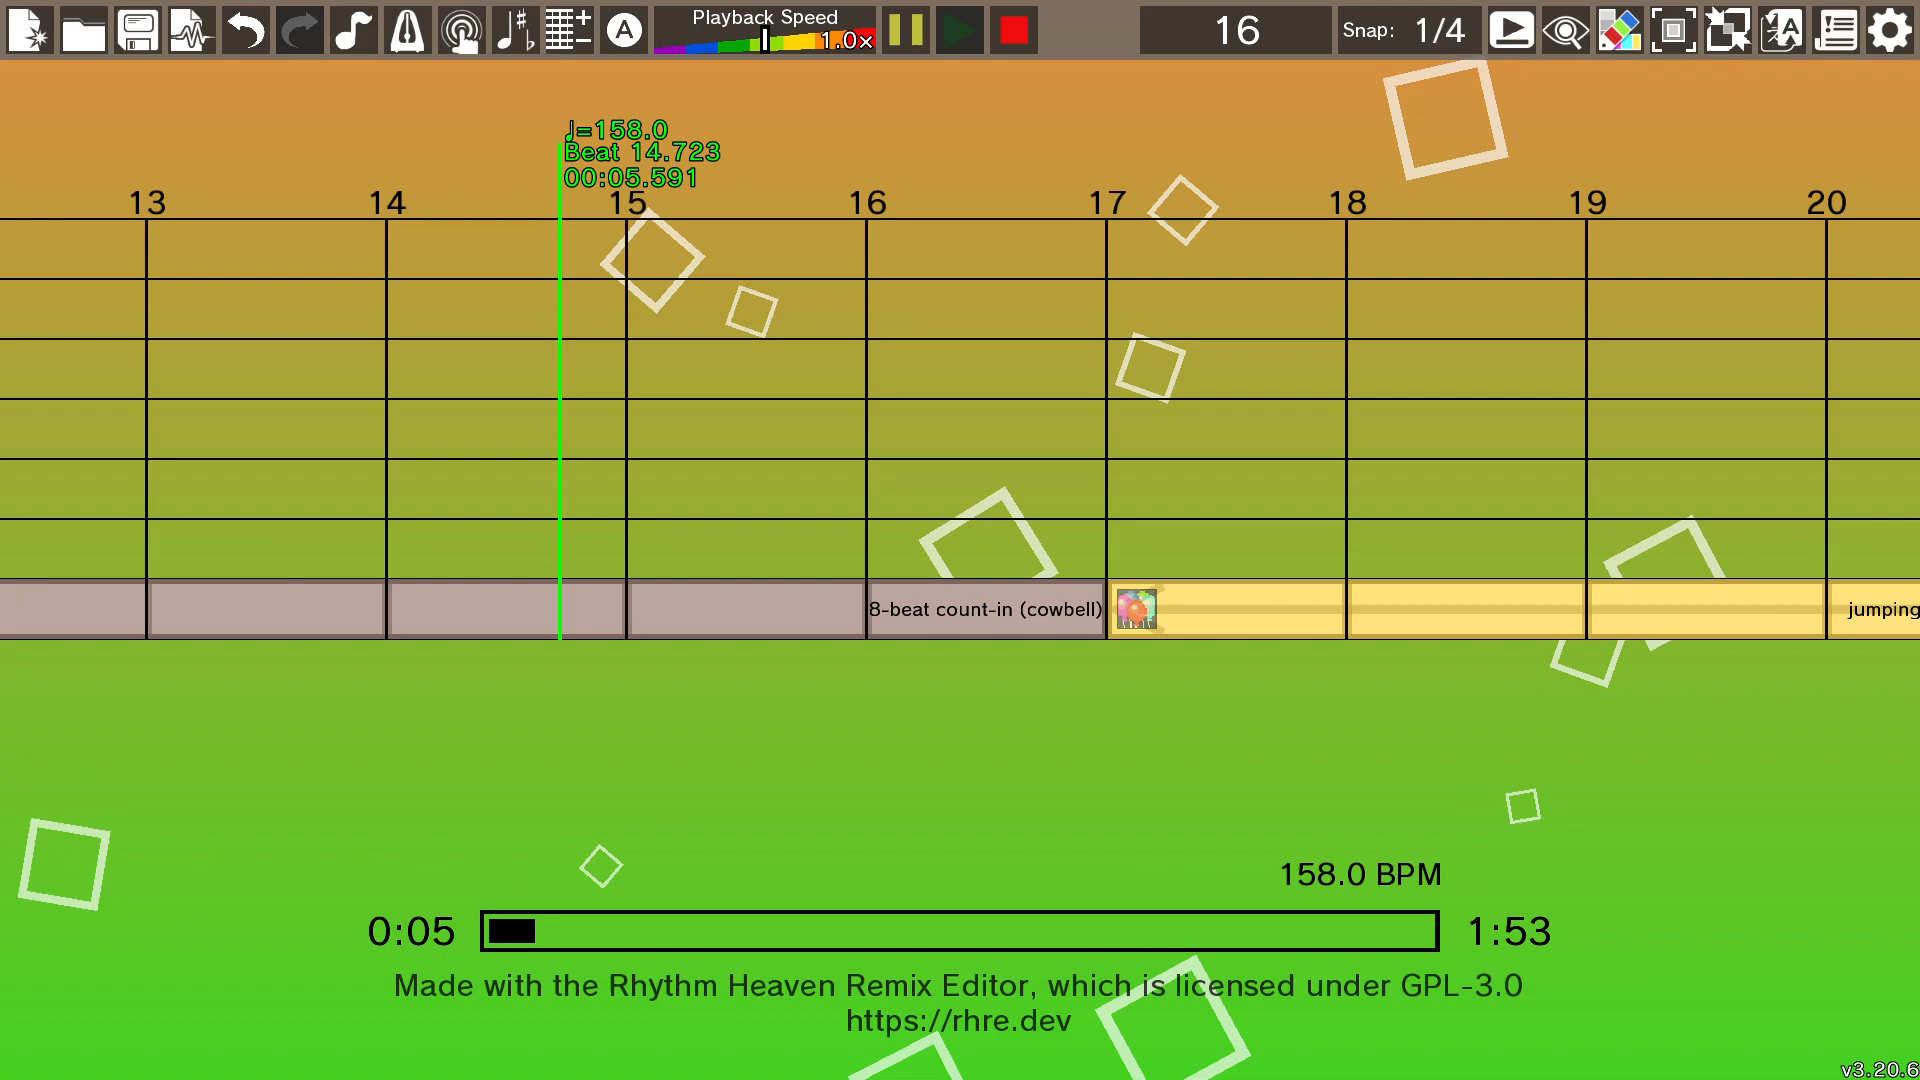 Playback Speed
1.0x
16
Snap: 1/4
A
A
♩=158.0
Beat 14.723
00:05.591
13 14 15 16 17 18 19 20
8-beat count-in (cowbell)
jumping
158.0 BPM
0:05
1:53
Made with the Rhythm Heaven Remix Editor, which is licensed under GPL-3.0
https://rhre.dev
v3.20.6